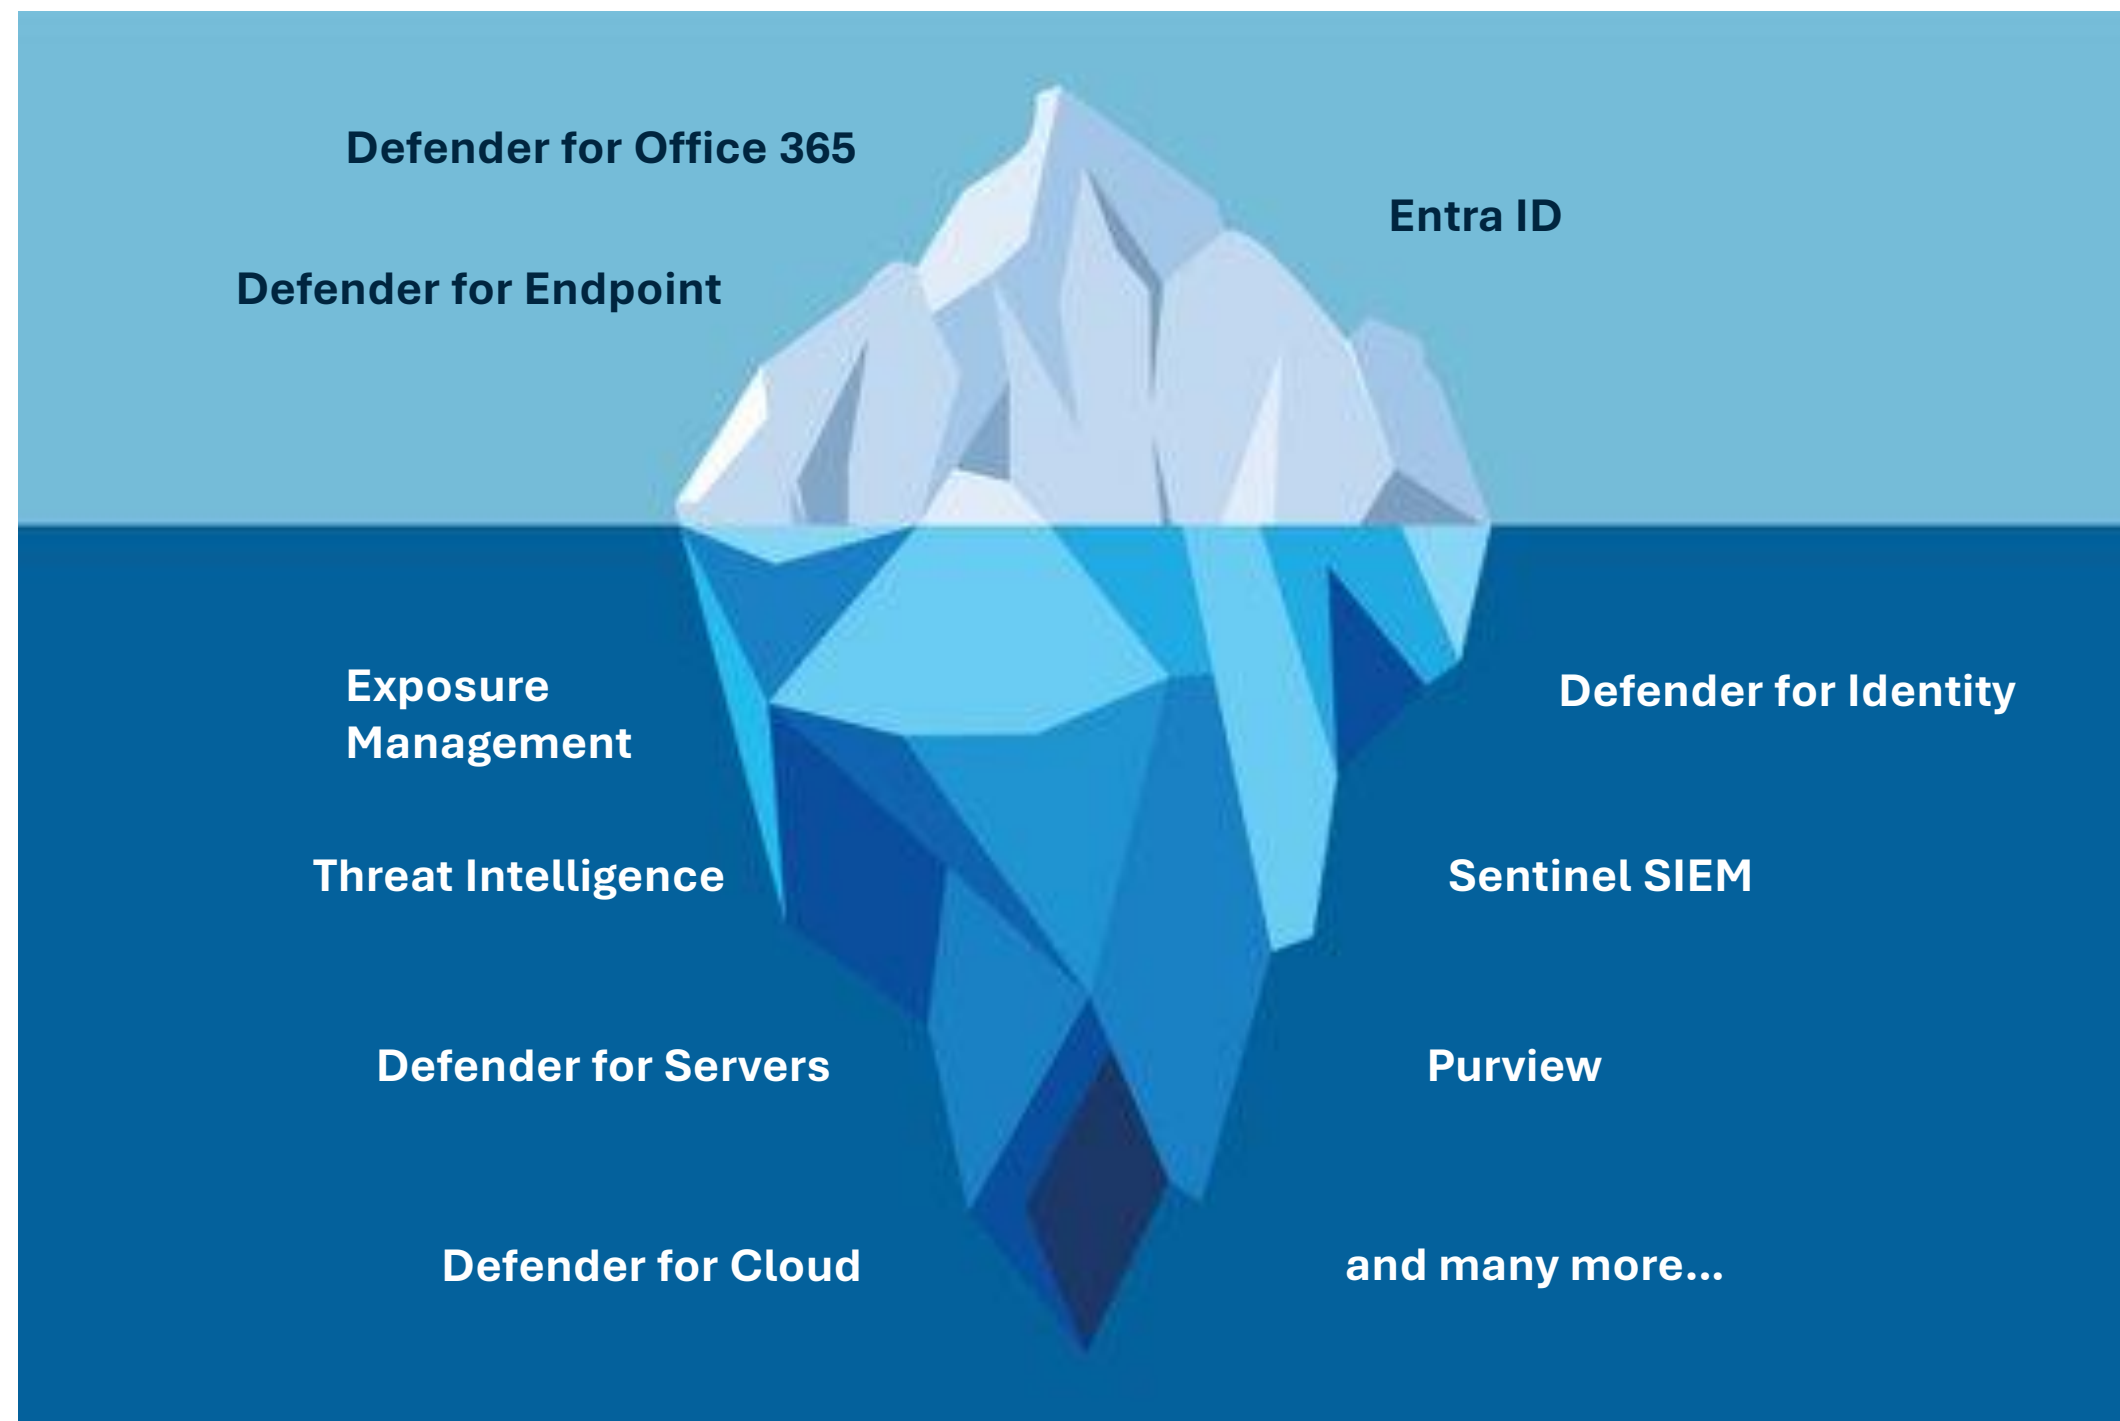 Defender for Office 365
Entra ID
Defender for Endpoint
Exposure
Management
Defender for Identity
Threat Intelligence
Sentinel SIEM
Defender for Servers
Purview
Defender for Cloud
and many more...